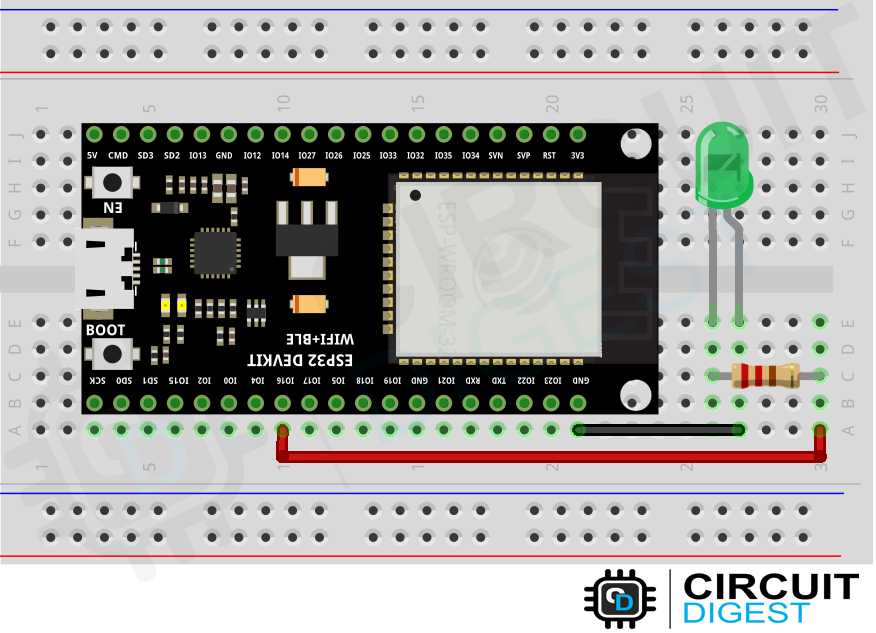 1 5 10 15 20 25 30
J J
I I
H H
G G
F F
5V CMD SD3 SD2 IO13 GND IO12 IO14 IO27 IO26 IO25 IO33 IO32 IO35 IO34 SVN SVP RST 3V3
EN
ESP-WROOM-32
CIRCUIT
DIGEST
WIFI+BLE
ESP32 DEVKIT
BOOT
SCK SD0 SD1 IO15 IO2 IO0 IO4 IO16 IO17 IO5 IO18 IO19 GND IO21 RXD TXD IO22 IO23 GND
E E
D D
C C
B B
A A
1 5 15 20 25 3
CIRCUIT
DIGEST